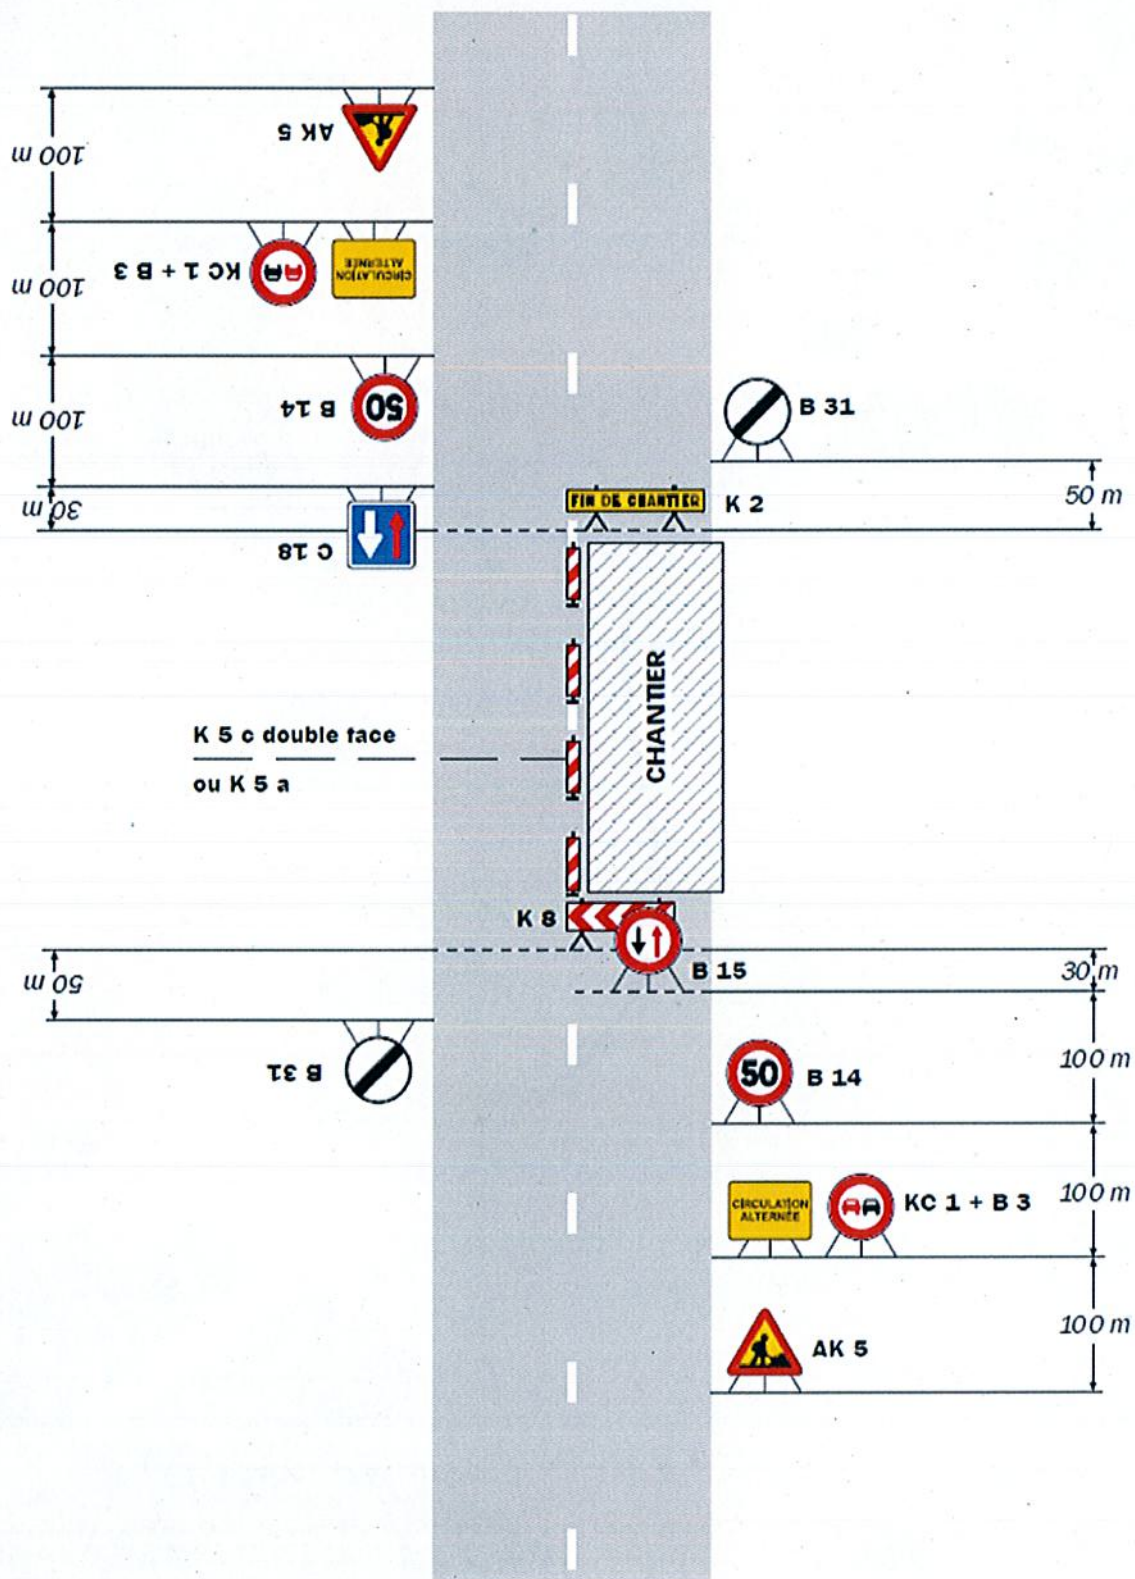 AK 5
100 m
KC 1 + B 3
CIRCULATION
ALTERNÉE
100 m
B 14
50
100 m
B 31
30 m
C 18
FIN DE CHANTIER
K 2
50 m
CHANTIER
K 5 c double face
ou K 5 a
K 8
B 15
30 m
50 m
B 31
50
B 14
100 m
CIRCULATION
ALTERNÉE
KC 1 + B 3
100 m
AK 5
100 m